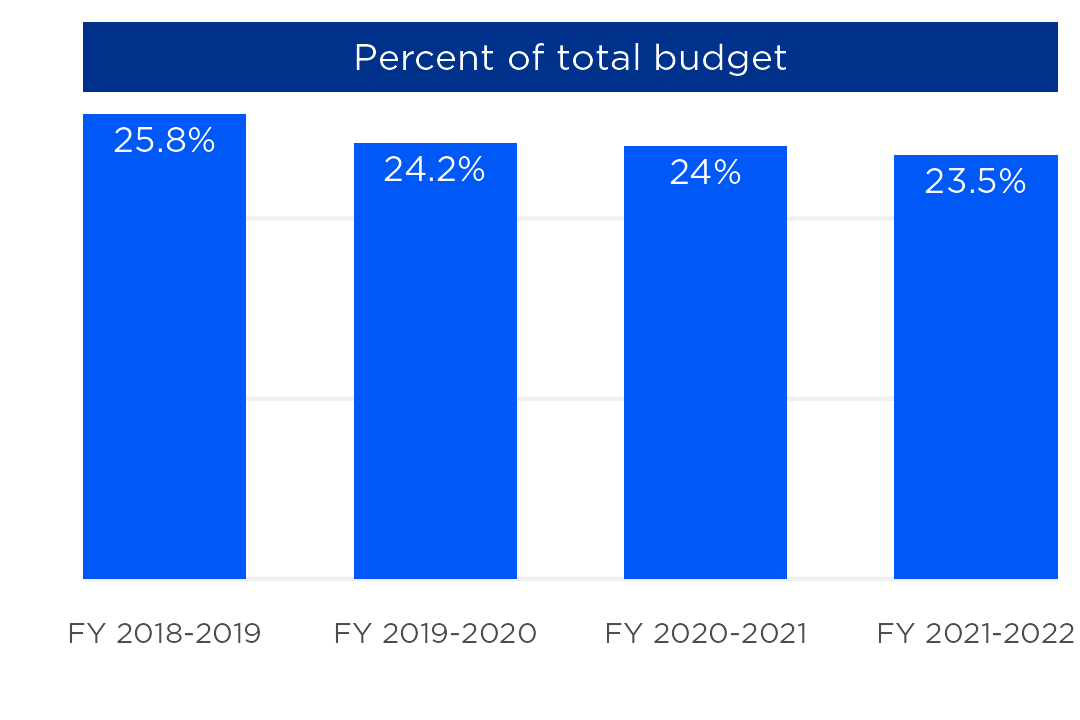 Percent of total budget
25.8%
24.2%
24%
23.5%
FY 2018-2019
FY 2019-2020
FY 2020-2021
FY 2021-2022